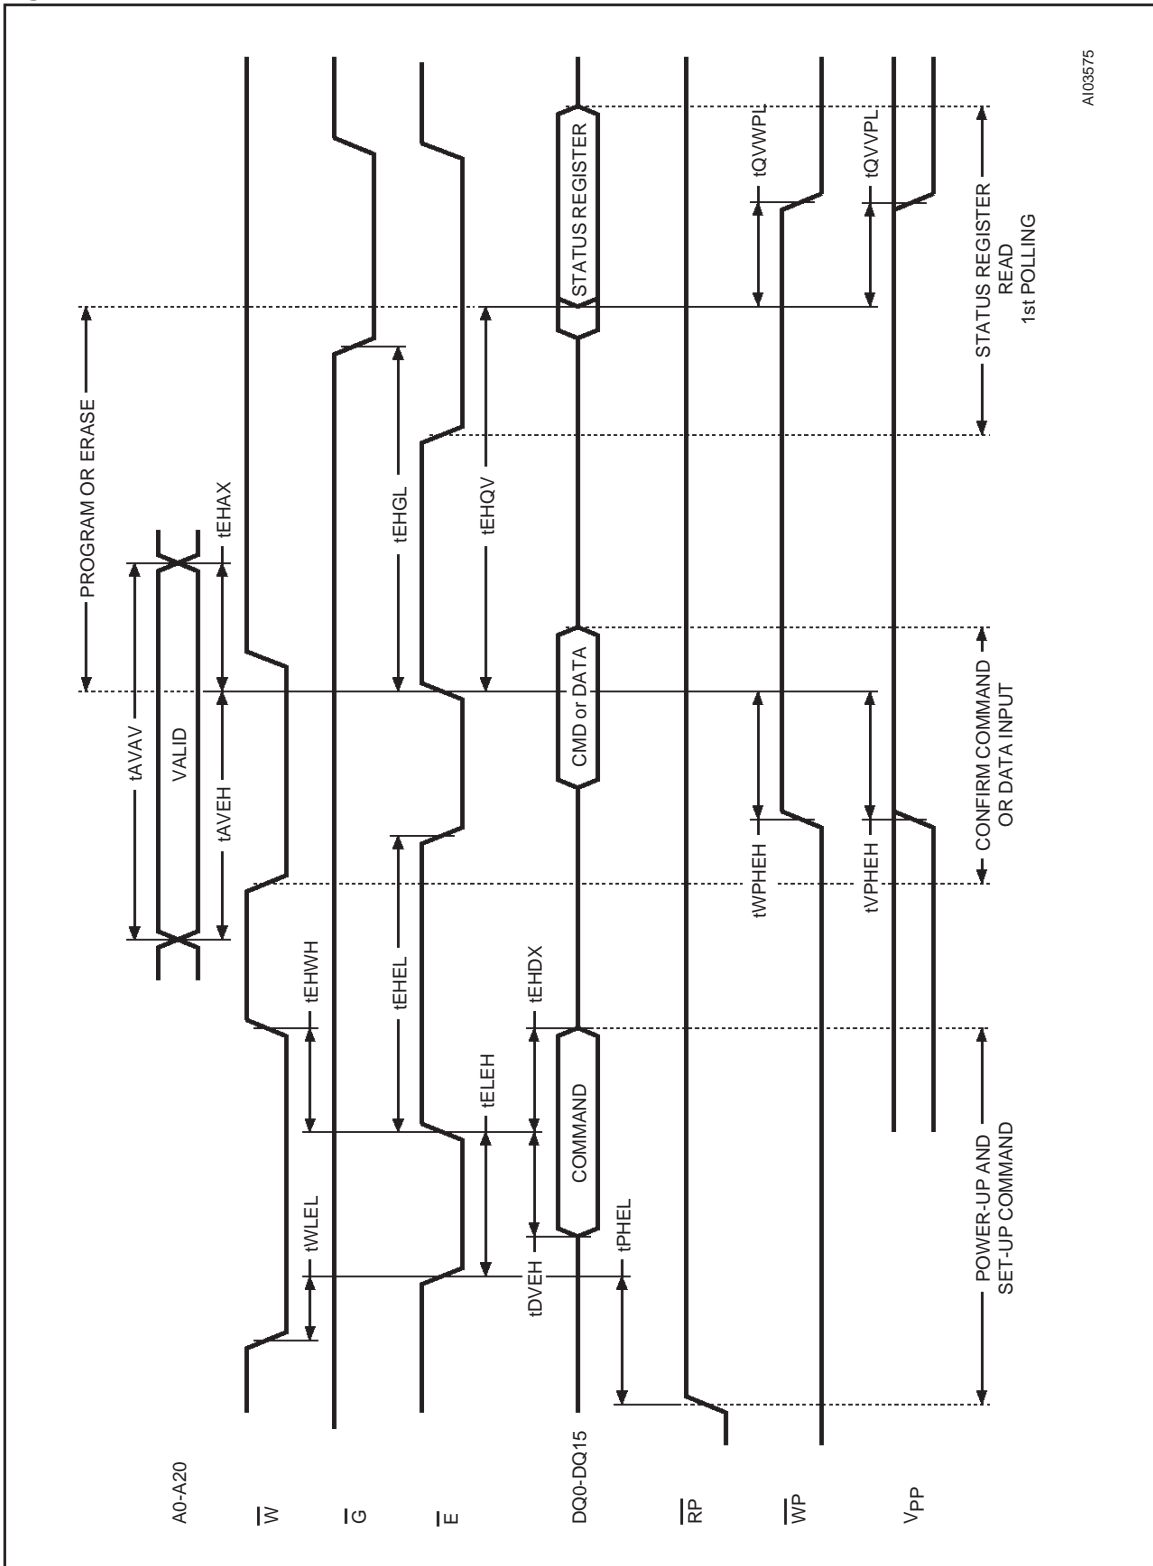 A0-A20
W
G
E
DQ0-DQ15
RP
WP
VPP
tAVAV
VALID
tAVEH
tEHAX
PROGRAM OR ERASE
tWLEL
tEHWH
tEHEL
tEHGL
tELEH
tEHQV
tDVEH
tEHDX
COMMAND
CMD or DATA
STATUS REGISTER
tPHEL
tWPHEH
tQVWPL
tVPHEH
tQVVPL
POWER-UP AND
SET-UP COMMAND
CONFIRM COMMAND
OR DATA INPUT
STATUS REGISTER
READ
1st POLLING
AI03575